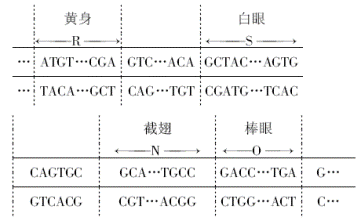 黄身 白眼
R S
… ATGT…CGA GTC…ACA GCTAC…AGTG
… TACA…GCT CAG…TGT CGATG…TCAC
截翅 棒眼
N O
CAGTGC GCA…TGCC GACC…TGA G…
GTCACG CGT…ACGG CTGG…ACT C…